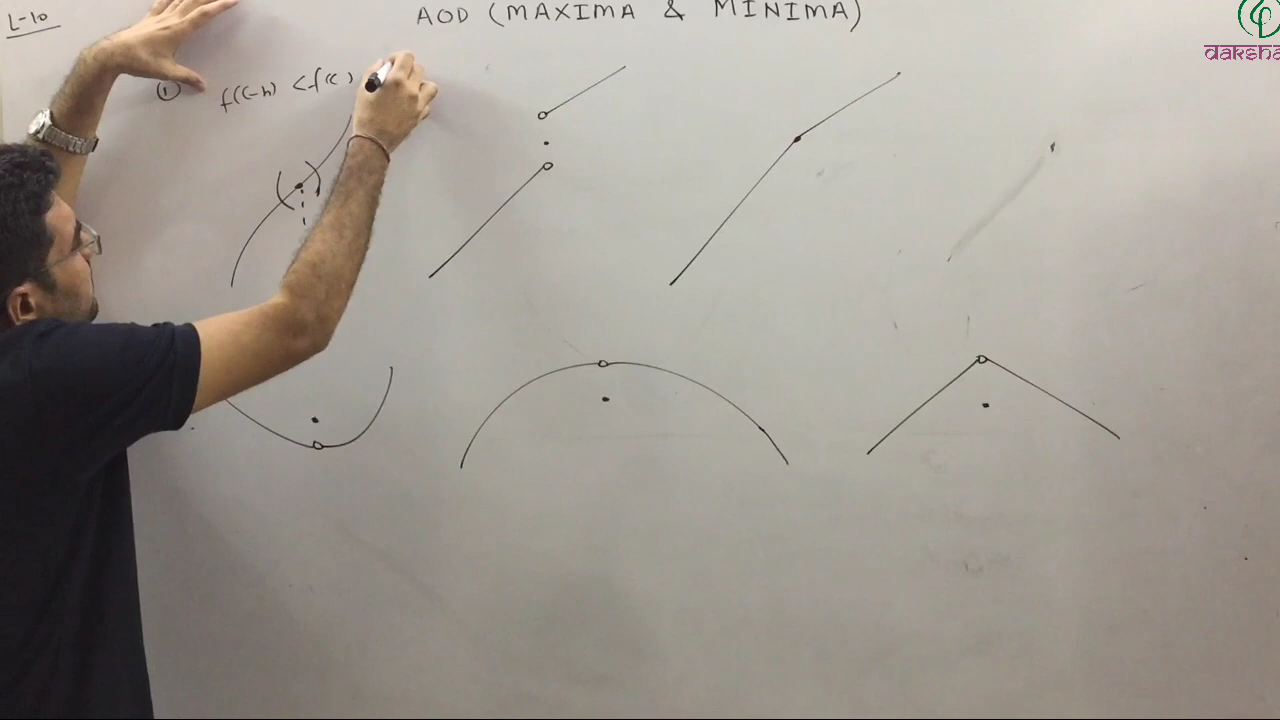 L-10
AOD (MAXIMA & MINIMA)
daksha
① f(c-h) < f(c)